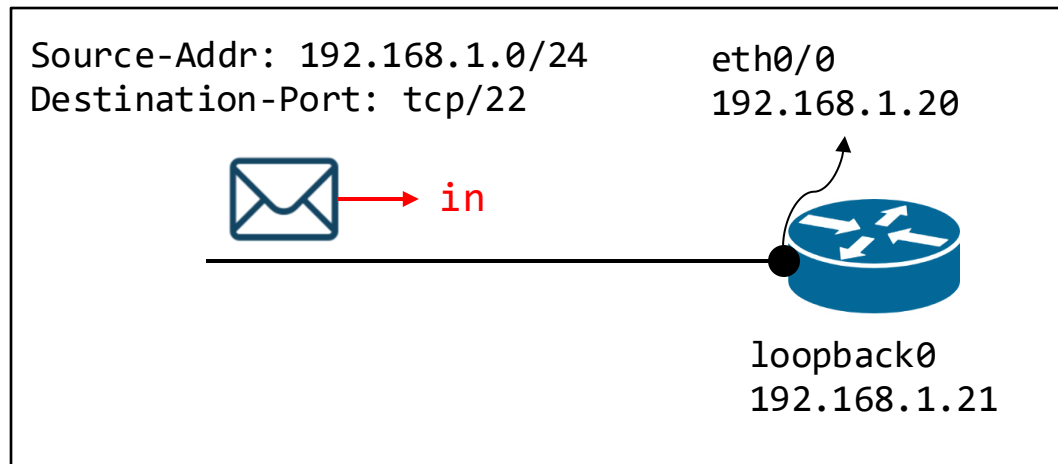 Source-Addr: 192.168.1.0/24
Destination-Port: tcp/22
eth0/0
192.168.1.20
in
loopback0
192.168.1.21